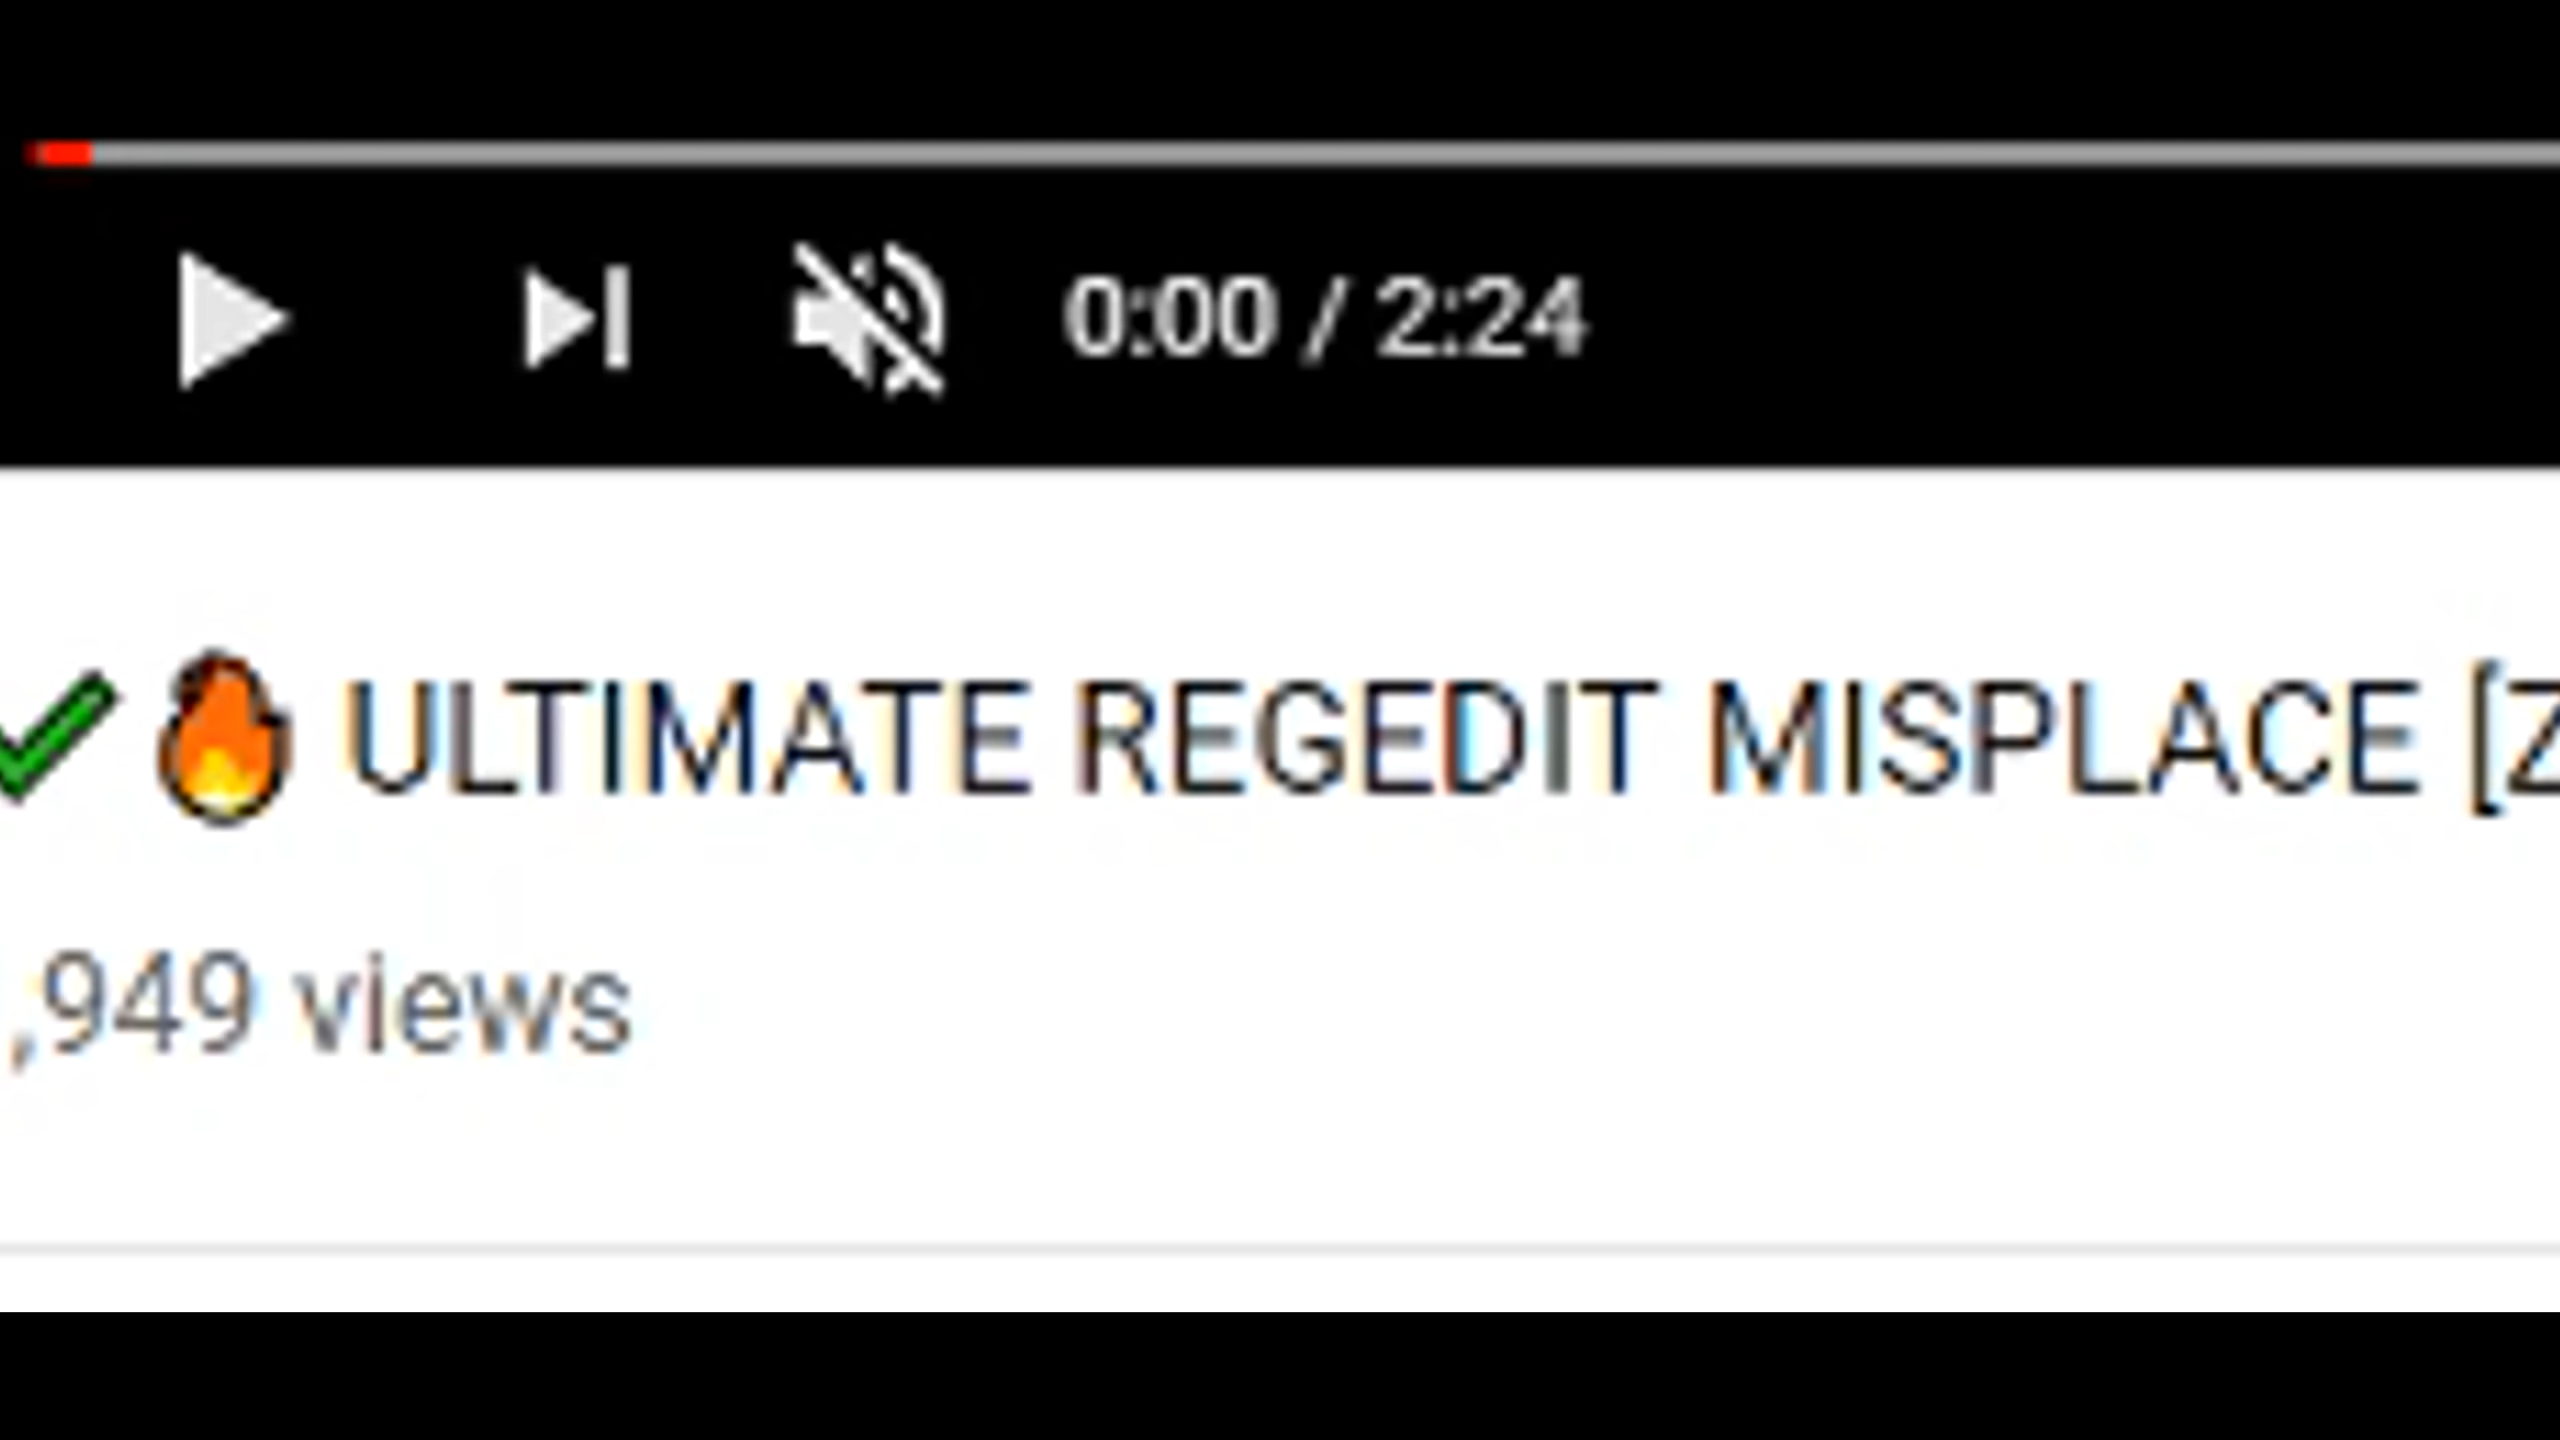 0:00 / 2:24
✔🔥 ULTIMATE REGEDIT MISPLACE [Z
,949 views